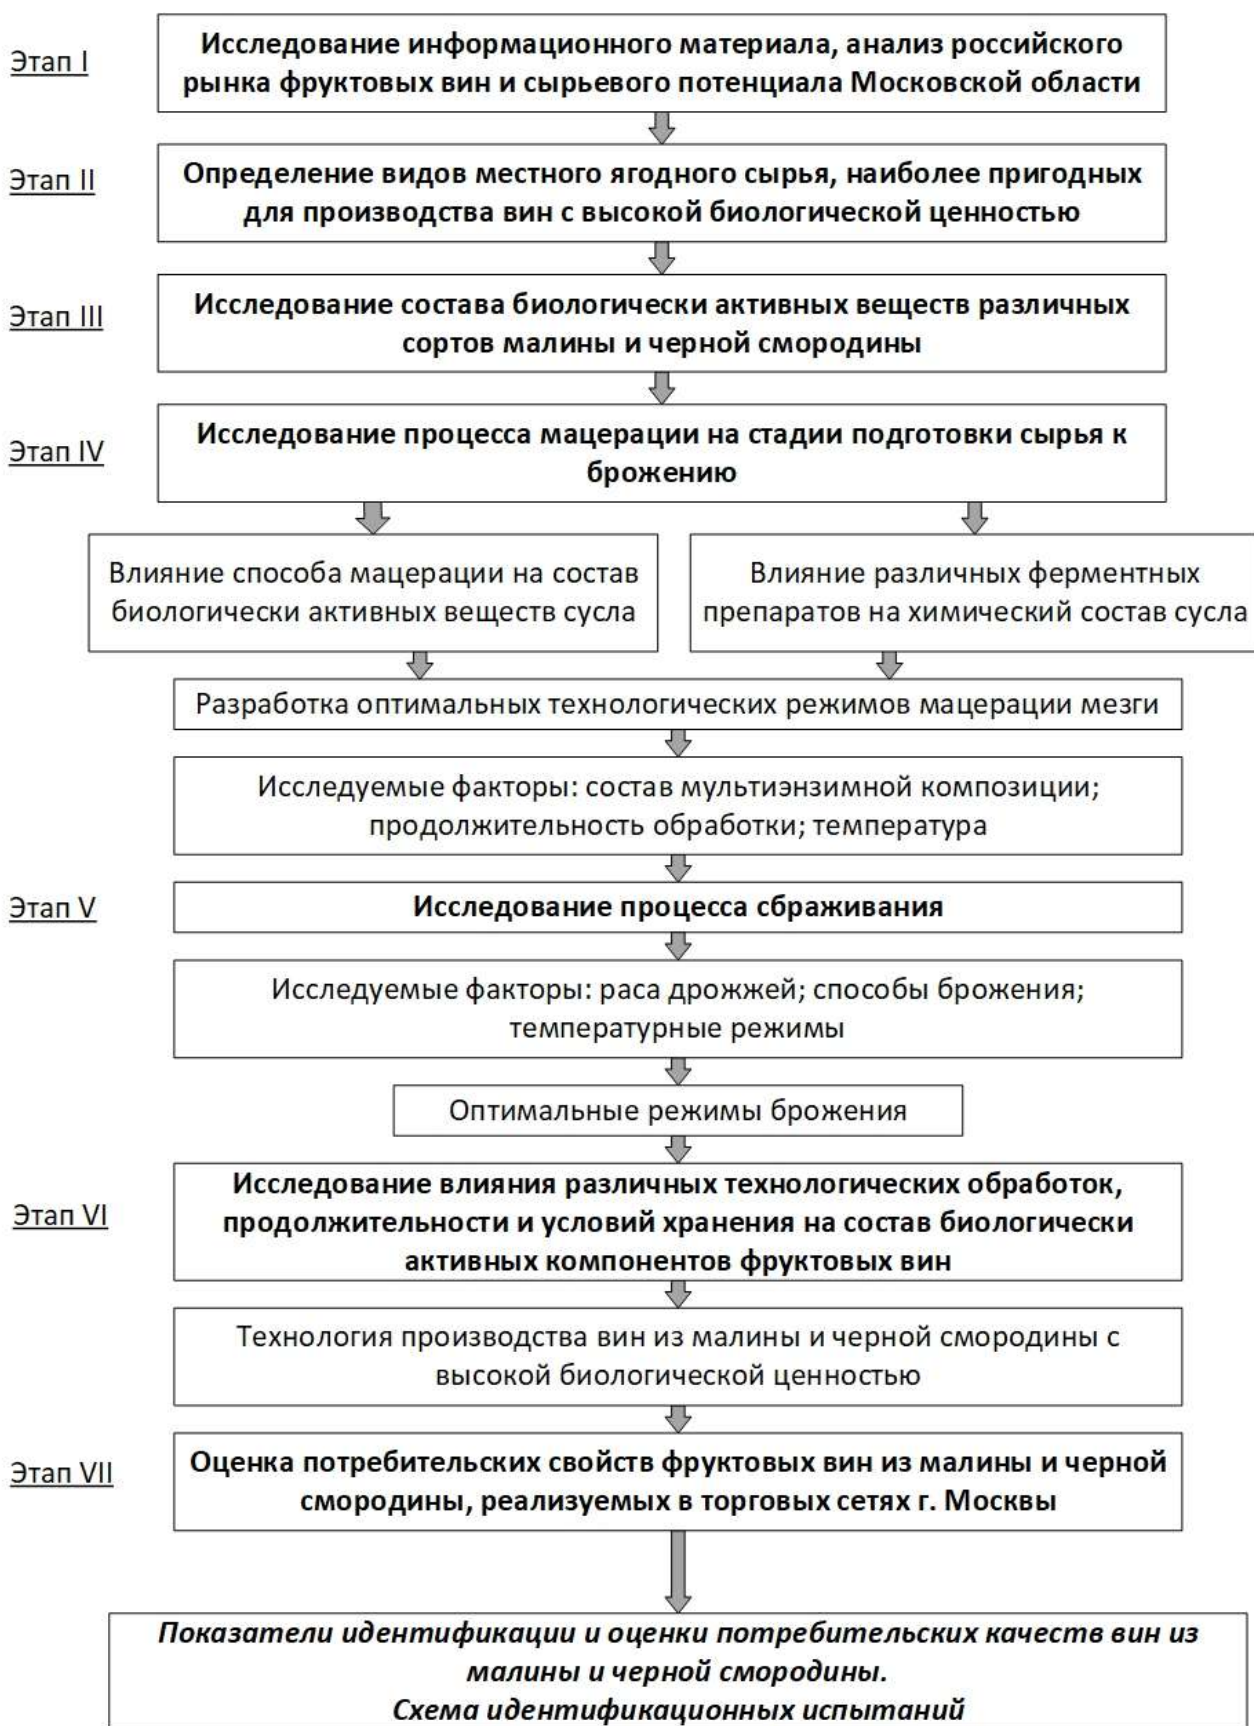 Этап I
Исследование информационного материала, анализ российского
рынка фруктовых вин и сырьевого потенциала Московской области
Этап II
Определение видов местного ягодного сырья, наиболее пригодных
для производства вин с высокой биологической ценностью
Этап III
Исследование состава биологически активных веществ различных
сортов малины и черной смородины
Этап IV
Исследование процесса мацерации на стадии подготовки сырья к
брожению
Влияние способа мацерации на состав
биологически активных веществ сусла
Влияние различных ферментных
препаратов на химический состав сусла
Разработка оптимальных технологических режимов мацерации мезги
Исследуемые факторы: состав мультиэнзимной композиции;
продолжительность обработки; температура
Этап V
Исследование процесса сбраживания
Исследуемые факторы: раса дрожжей; способы брожения;
температурные режимы
Оптимальные режимы брожения
Этап VI
Исследование влияния различных технологических обработок,
продолжительности и условий хранения на состав биологически
активных компонентов фруктовых вин
Технология производства вин из малины и черной смородины с
высокой биологической ценностью
Этап VII
Оценка потребительских свойств фруктовых вин из малины и черной
смородины, реализуемых в торговых сетях г. Москвы
Показатели идентификации и оценки потребительских качеств вин из
малины и черной смородины.
Схема идентификационных испытаний